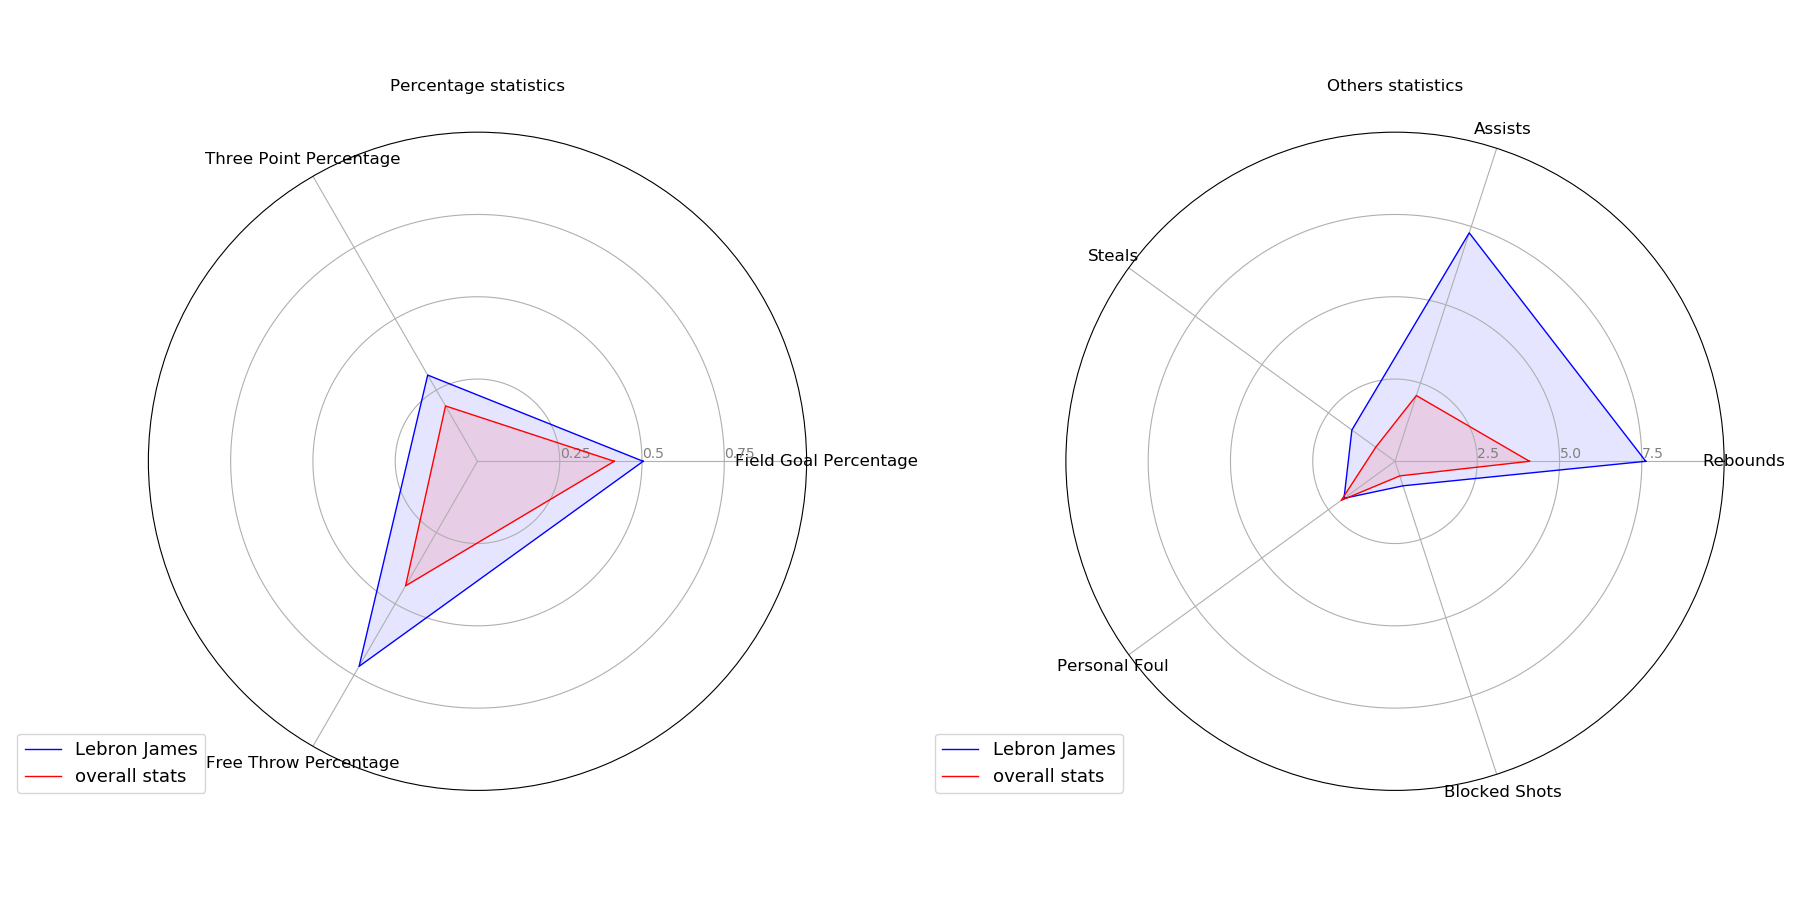 Percentage statistics
Three Point Percentage
0.25
0.5
0.75
Field Goal Percentage
Free Throw Percentage
Lebron James
overall stats
Others statistics
Assists
Steals
2.5
5.0
7.5
Rebounds
Personal Foul
Blocked Shots
Lebron James
overall stats